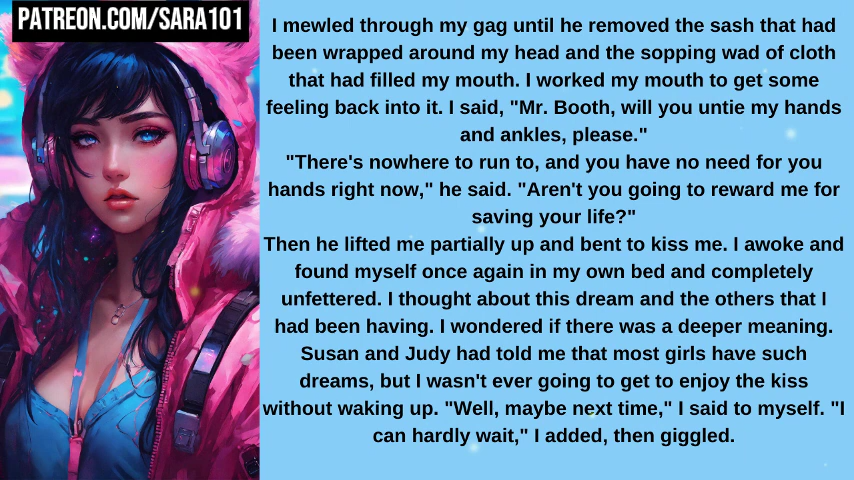 PATREON.COM/SARA101
I mewled through my gag until he removed the sash that had
been wrapped around my head and the sopping wad of cloth
that had filled my mouth. I worked my mouth to get some
feeling back into it. I said, "Mr. Booth, will you untie my hands
and ankles, please."
"There's nowhere to run to, and you have no need for you
hands right now," he said. "Aren't you going to reward me for
saving your life?"
Then he lifted me partially up and bent to kiss me. I awoke and
found myself once again in my own bed and completely
unfettered. I thought about this dream and the others that I
had been having. I wondered if there was a deeper meaning.
Susan and Judy had told me that most girls have such
dreams, but I wasn't ever going to get to enjoy the kiss
without waking up. "Well, maybe next time," I said to myself. "I
can hardly wait," I added, then giggled.